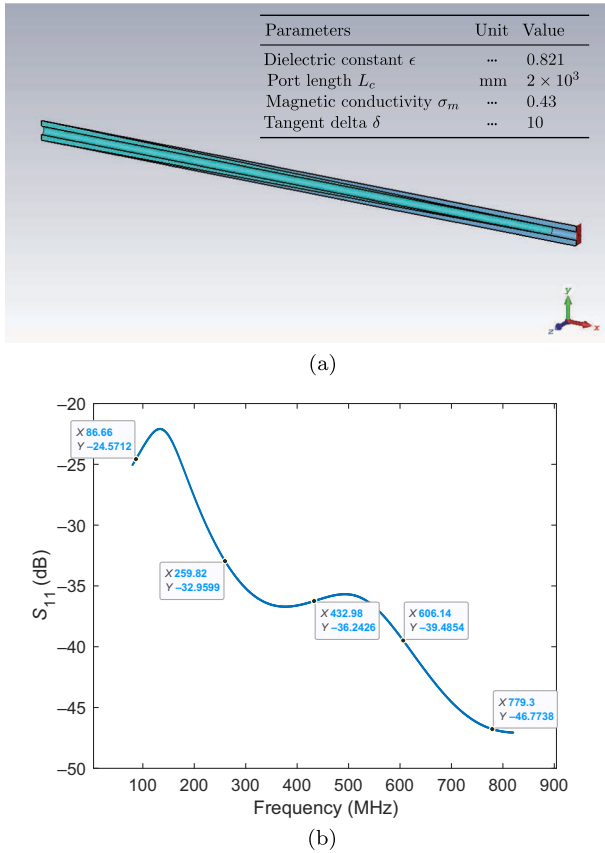 Parameters Unit Value
Dielectric constant ϵ ... 0.821
Port length L_c mm 2 × 10^3
Magnetic conductivity σ_m ... 0.43
Tangent delta δ ... 10
y
z x
(a)
−20
X 86.66
Y −24.5712
−25
−30
X 259.82
Y −32.9599
−35
X 432.98
Y −36.2426
X 606.14
Y −39.4854
−40
−45
X 779.3
Y −46.7738
−50
S_11 (dB)
100 200 300 400 500 600 700 800 900
Frequency (MHz)
(b)